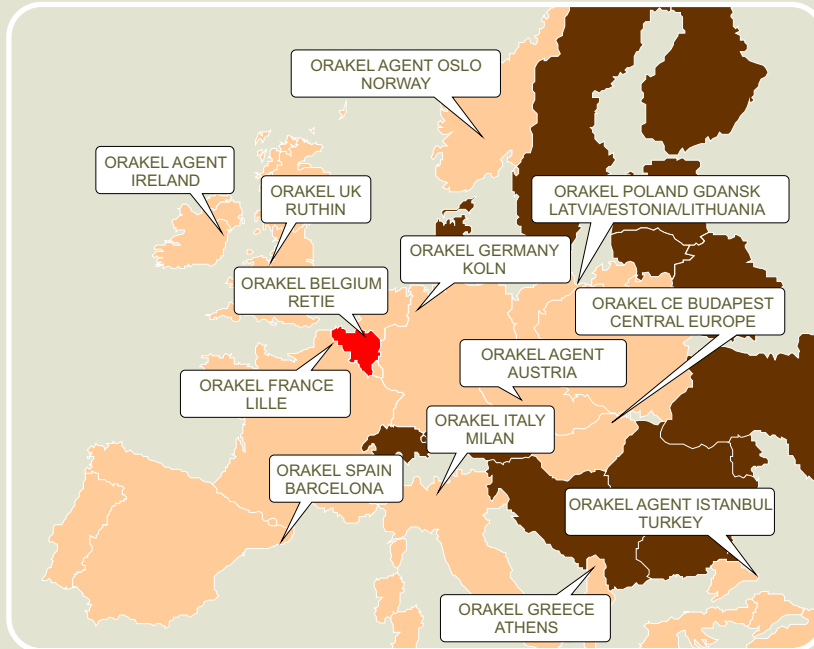 ORAKEL AGENT OSLO
NORWAY
ORAKEL AGENT
IRELAND
ORAKEL UK
RUTHIN
ORAKEL POLAND GDANSK
LATVIA/ESTONIA/LITHUANIA
ORAKEL GERMANY
KOLN
ORAKEL BELGIUM
RETIE
ORAKEL CE BUDAPEST
CENTRAL EUROPE
ORAKEL AGENT
AUSTRIA
ORAKEL FRANCE
LILLE
ORAKEL ITALY
MILAN
ORAKEL SPAIN
BARCELONA
ORAKEL AGENT ISTANBUL
TURKEY
ORAKEL GREECE
ATHENS